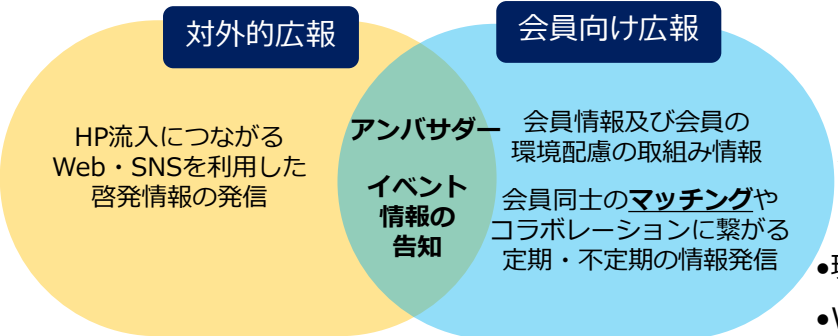 対外的広報
会員向け広報
HP流入につながる
Web・SNSを利用した
啓発情報の発信
アンバサダー
イベント
情報の
告知
会員情報及び会員の
環境配慮の取組み情報
会員同士のマッチングや
コラボレーションに繋がる
定期・不定期の情報発信